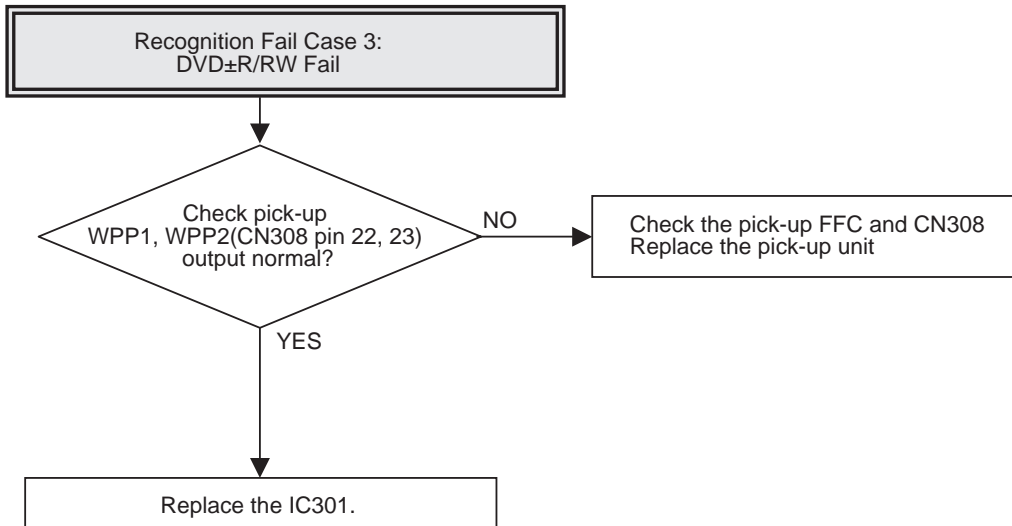 Recognition Fail Case 3:
DVD±R/RW Fail
Check pick-up
WPP1, WPP2(CN308 pin 22, 23)
output normal?
NO
Check the pick-up FFC and CN308
Replace the pick-up unit
YES
Replace the IC301.